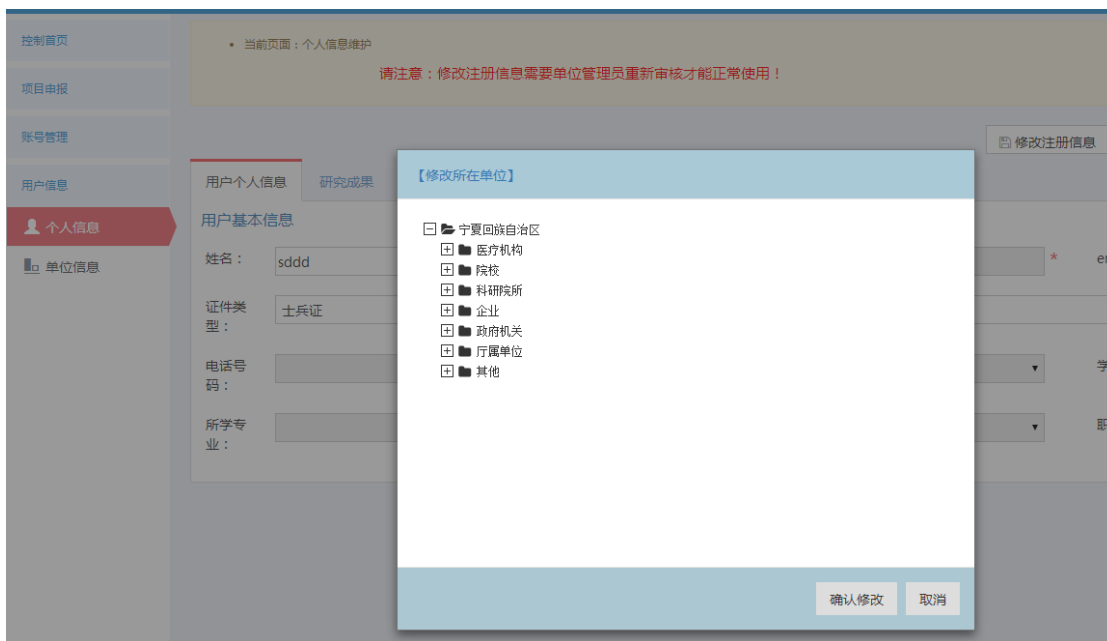 控制首页
项目申报
账号管理
用户信息
个人信息
单位信息
当前页面：个人信息维护
请注意：修改注册信息需要单位管理员重新审核才能正常使用！
修改注册信息
用户个人信息
研究成果
用户基本信息
姓名：
sddd
*
证件类型：
士兵证
电话号码：
学
所学专业：
职
【修改所在单位】
宁夏回族自治区
医疗机构
院校
科研院所
企业
政府机关
厅属单位
其他
确认修改
取消